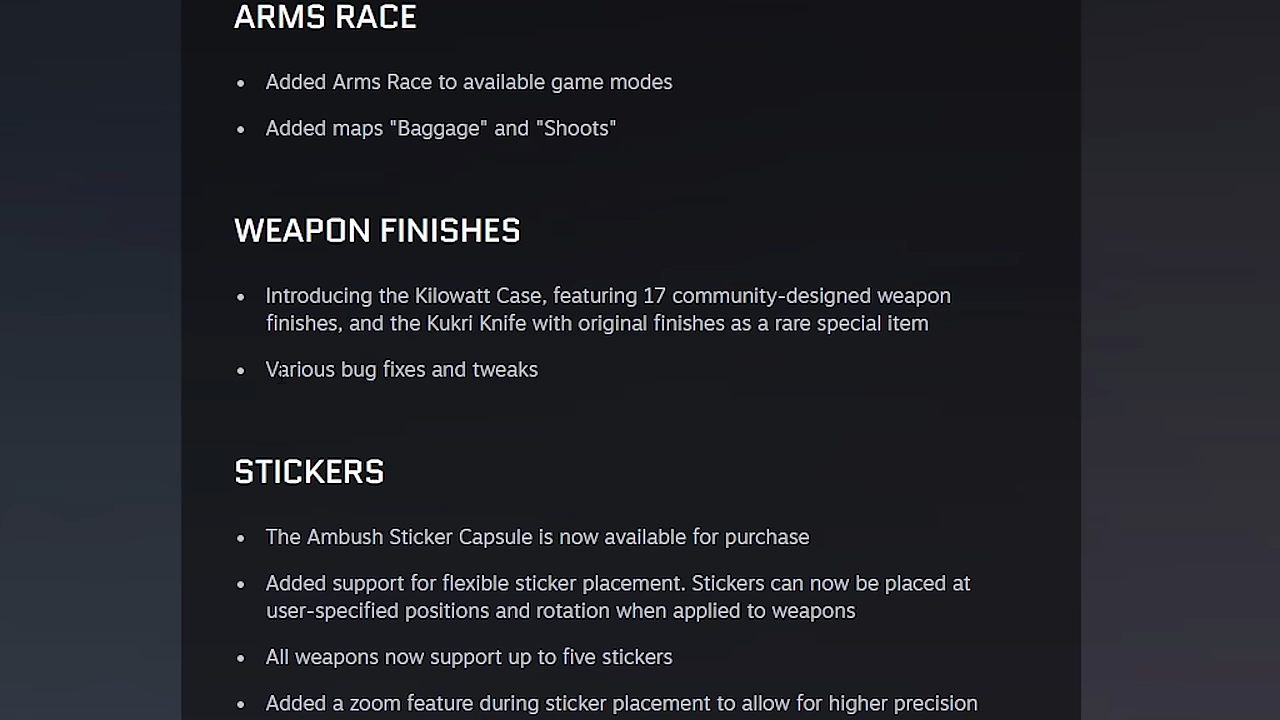 ARMS RACE
• Added Arms Race to available game modes
• Added maps "Baggage" and "Shoots"
WEAPON FINISHES
• Introducing the Kilowatt Case, featuring 17 community-designed weapon
finishes, and the Kukri Knife with original finishes as a rare special item
• Various bug fixes and tweaks
STICKERS
• The Ambush Sticker Capsule is now available for purchase
• Added support for flexible sticker placement. Stickers can now be placed at
user-specified positions and rotation when applied to weapons
• All weapons now support up to five stickers
• Added a zoom feature during sticker placement to allow for higher precision